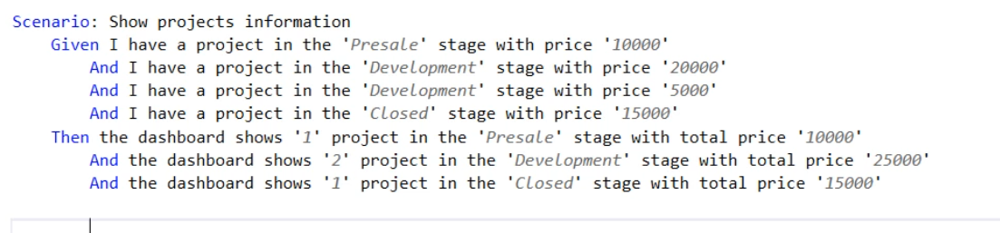 Scenario: Show projects information
Given I have a project in the 'Presale' stage with price '10000'
And I have a project in the 'Development' stage with price '20000'
And I have a project in the 'Development' stage with price '5000'
And I have a project in the 'Closed' stage with price '15000'
Then the dashboard shows '1' project in the 'Presale' stage with total price '10000'
And the dashboard shows '2' project in the 'Development' stage with total price '25000'
And the dashboard shows '1' project in the 'Closed' stage with total price '15000'